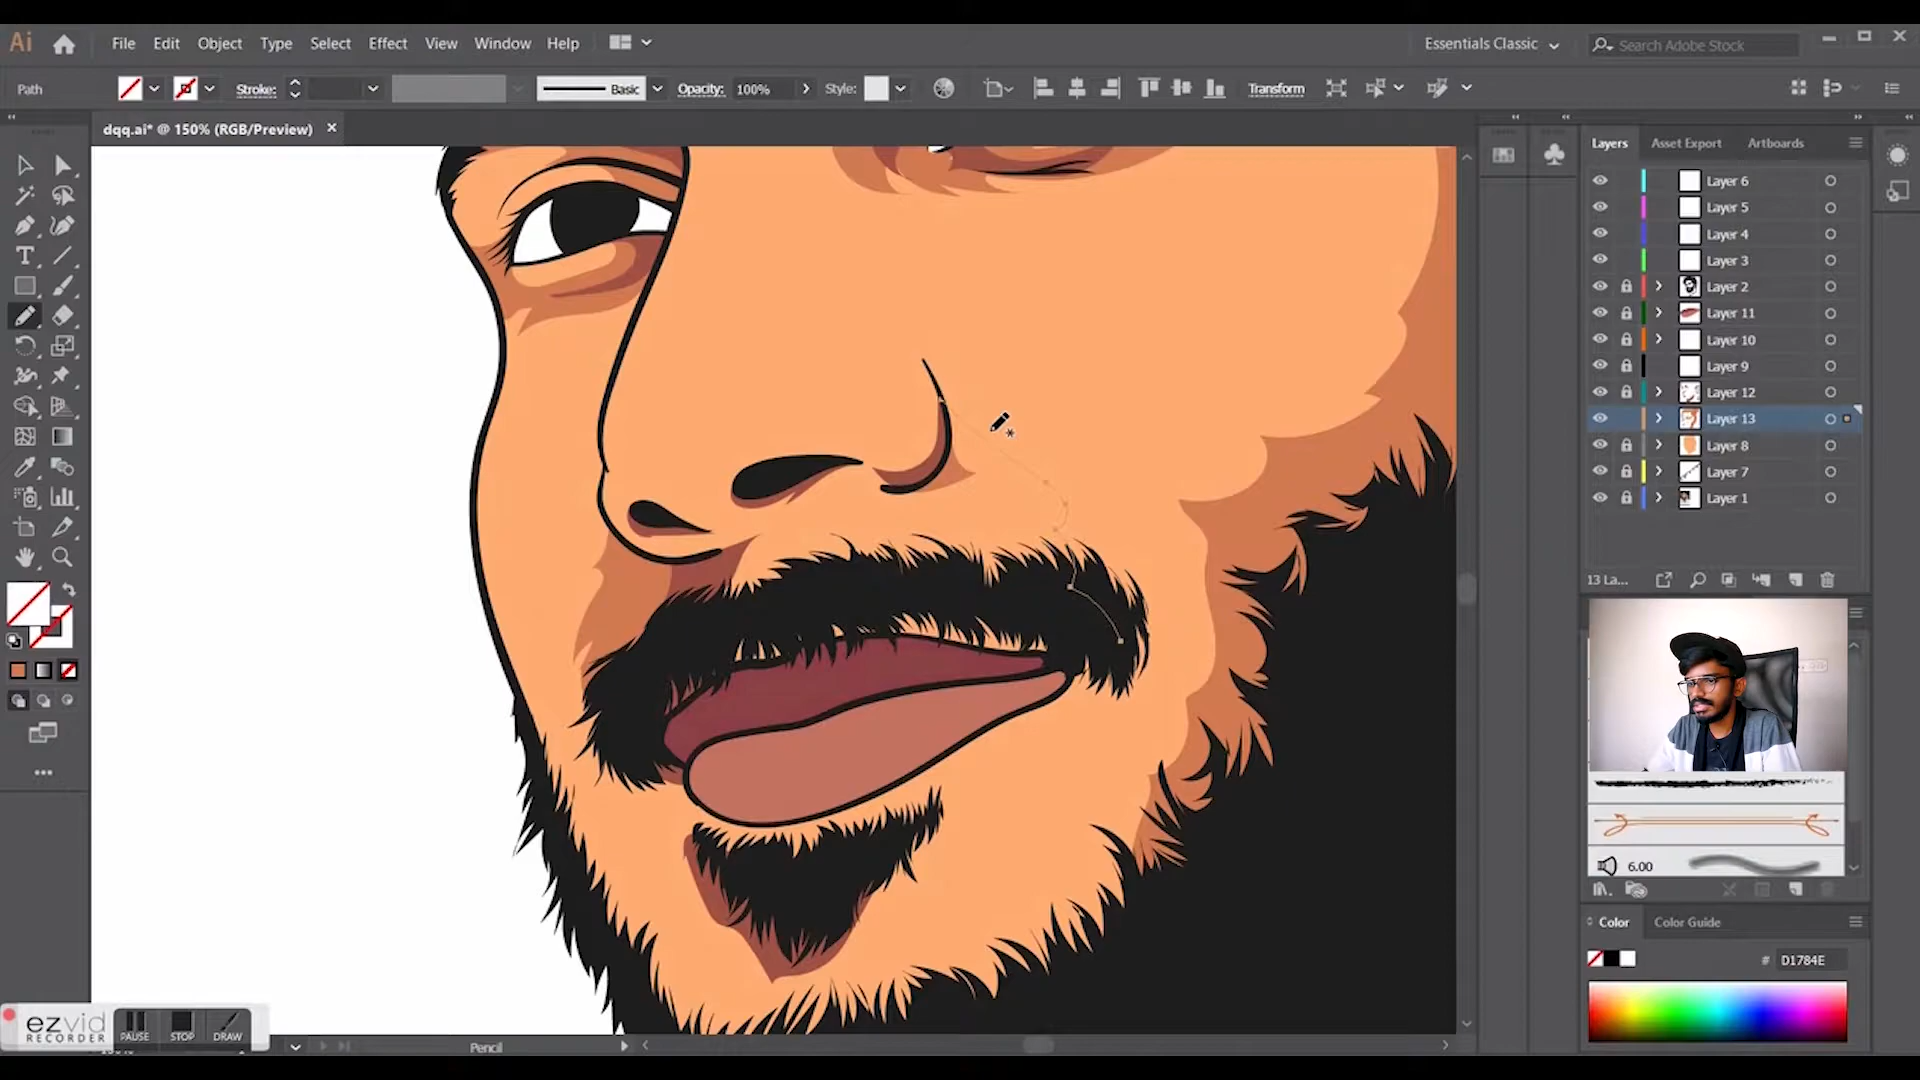 Ai File Edit Object Type Select Effect View Window Help Essentials Classic Search Adobe Stock
Path Stroke: Basic Opacity: 100% Style: Transform
dqq.ai* @ 150% (RGB/Preview) ×
Layers Asset Export Artboards
Layer 6
Layer 5
Layer 4
Layer 3
Layer 2
Layer 11
Layer 10
Layer 9
Layer 12
Layer 13
Layer 8
Layer 7
Layer 1
13 La...
6.00
Color Color Guide
# D1784E
ezvid
RECORDER
PAUSE STOP DRAW
Pencil